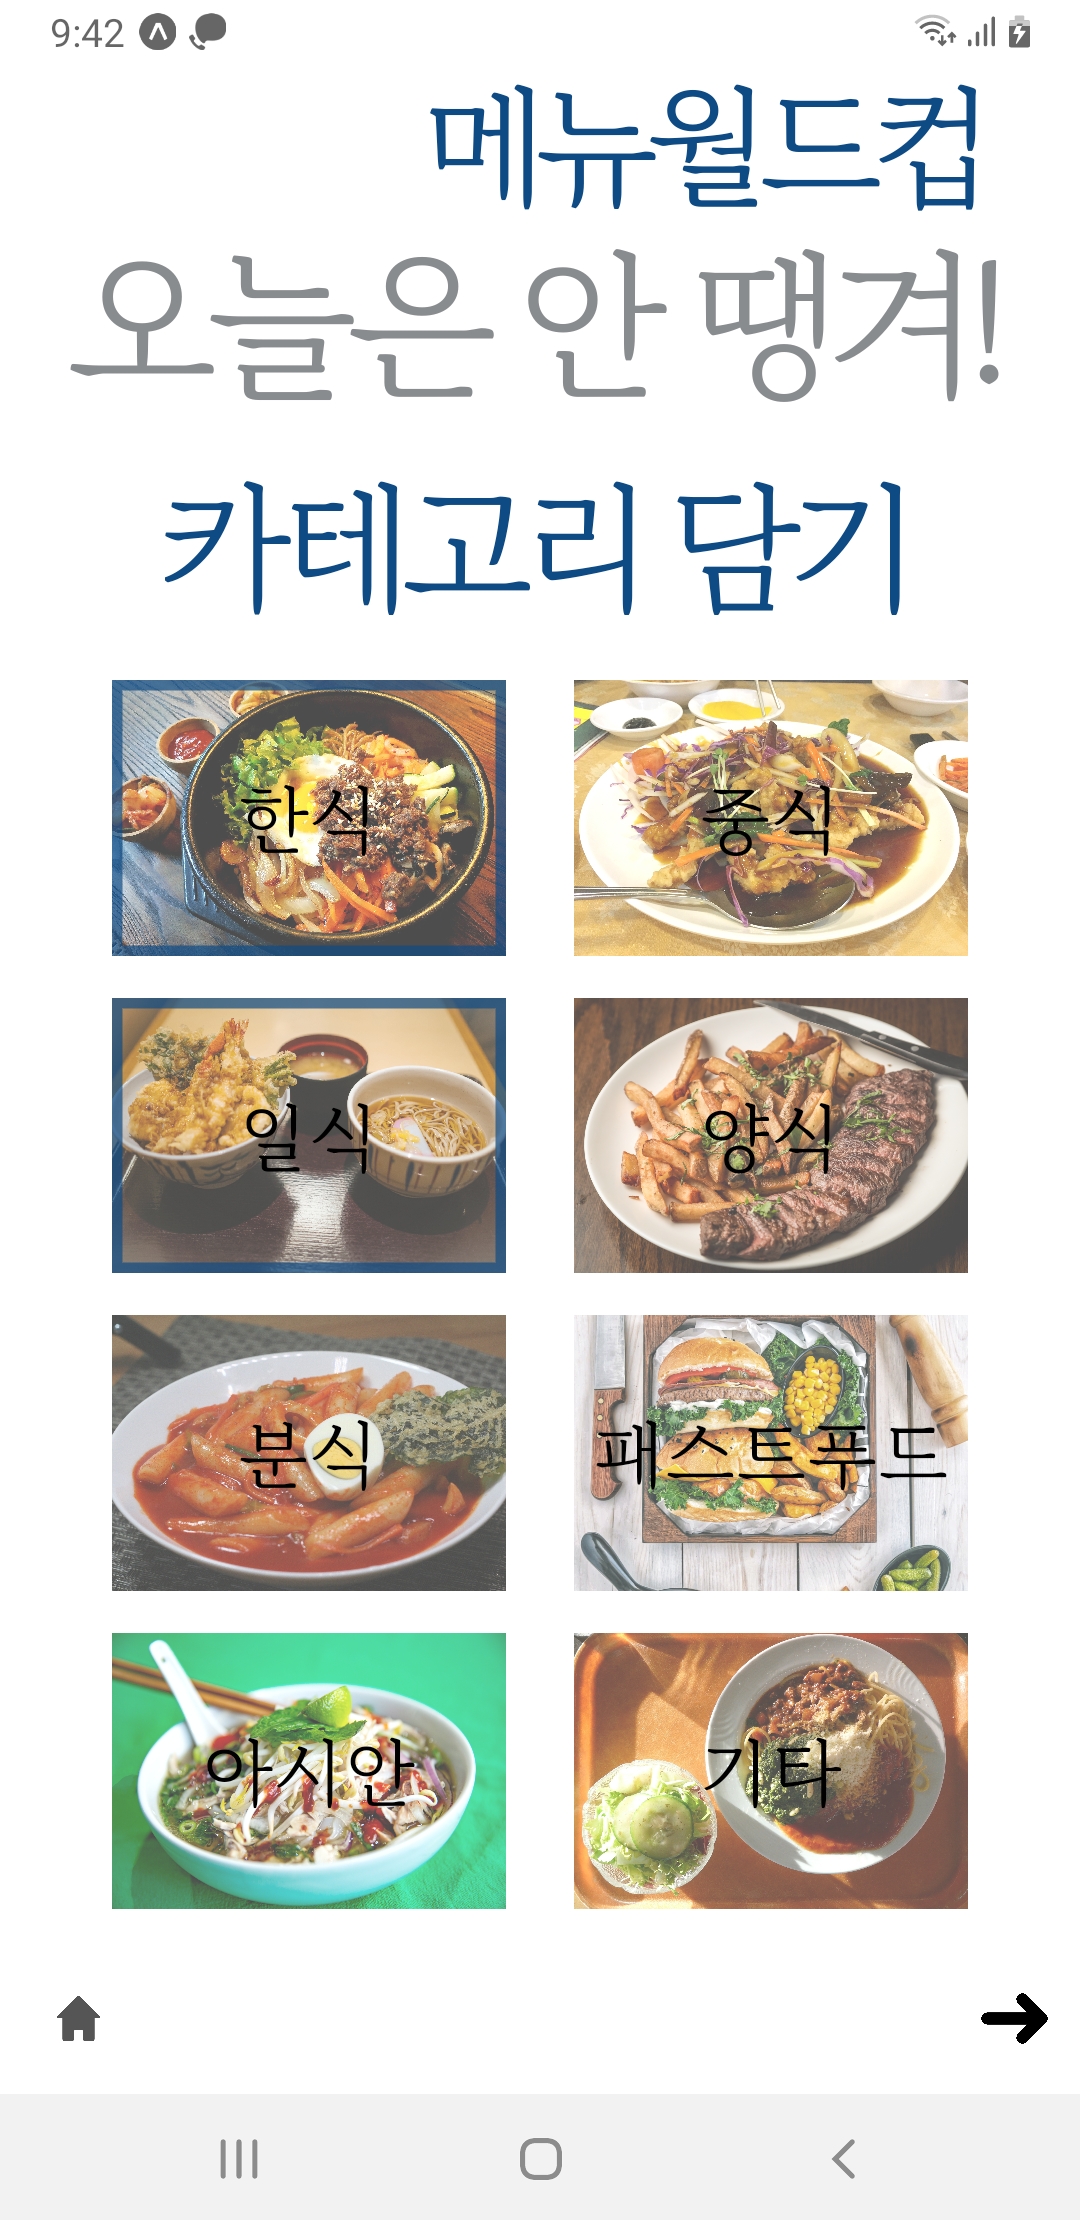 9:42
메뉴월드컵
오늘은 안 땡겨!
카테고리 담기
한식 중식
일식 양식
분식 패스트푸드
아시안 기타